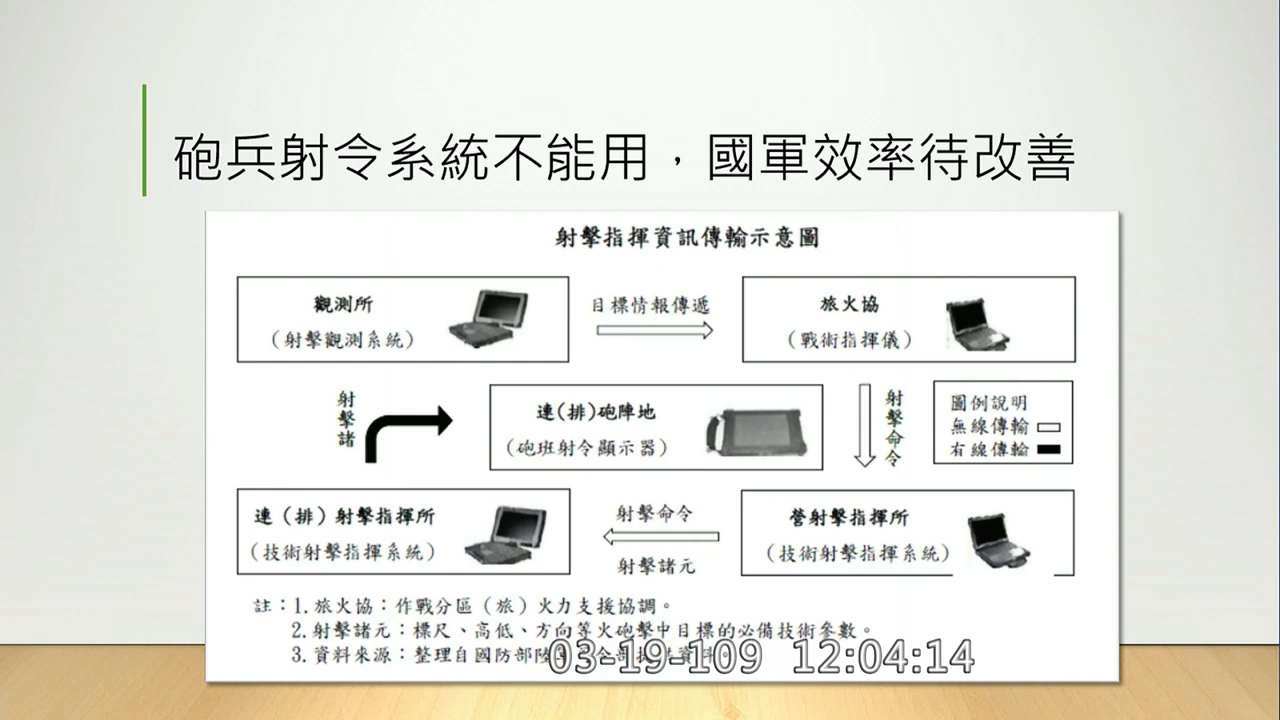 砲兵射令系統不能用，國軍效率待改善
射擊指揮資訊傳輸示意圖
觀測所
（射擊觀測系統）
目標情報傳遞
旅火協
（戰術指揮儀）
射擊諸
連(排)砲陣地
（砲班射令顯示器）
射擊命令
圖例說明
無線傳輸
有線傳輸
連（排）射擊指揮所
（技術射擊指揮系統）
射擊命令
射擊諸元
營射擊指揮所
（技術射擊指揮系統）
註：1.旅火協：作戰分區（旅）火力支援協調。
2.射擊諸元：標尺、高低、方向等火砲擊中目標的必備技術參數。
3.資料來源：整理自國防部陸
03-19-109 12:04:14